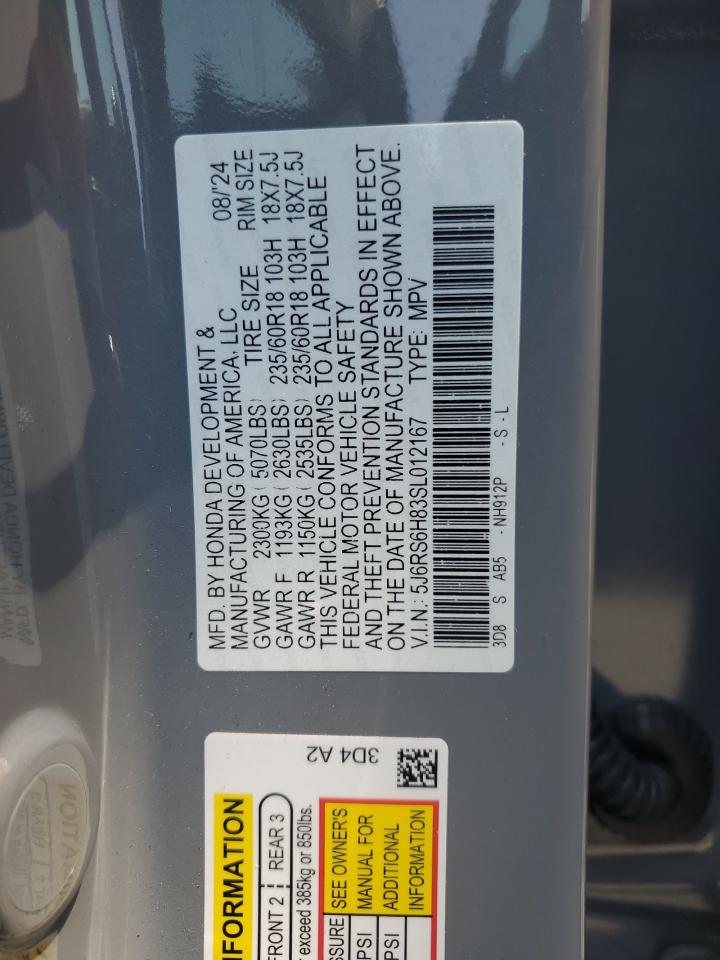 MFD. BY HONDA DEVELOPMENT &
MANUFACTURING OF AMERICA, LLC 08/'24
GVWR 2300KG ( 5070LBS) TIRE SIZE RIM SIZE
GAWR F 1193KG ( 2630LBS) 235/60R18 103H 18X7.5J
GAWR R 1150KG ( 2535LBS) 235/60R18 103H 18X7.5J
THIS VEHICLE CONFORMS TO ALL APPLICABLE
FEDERAL MOTOR VEHICLE SAFETY
AND THEFT PREVENTION STANDARDS IN EFFECT
ON THE DATE OF MANUFACTURE SHOWN ABOVE.
V.I.N.: 5J6RS6H83SL012167 TYPE: MPV
3D8 S AB5 - NH912P - S - L
3D4 A2
FORMATION
FRONT 2 REAR 3
exceed 385kg or 850lbs.
SSURE SEE OWNER'S
PSI MANUAL FOR
PSI ADDITIONAL
INFORMATION